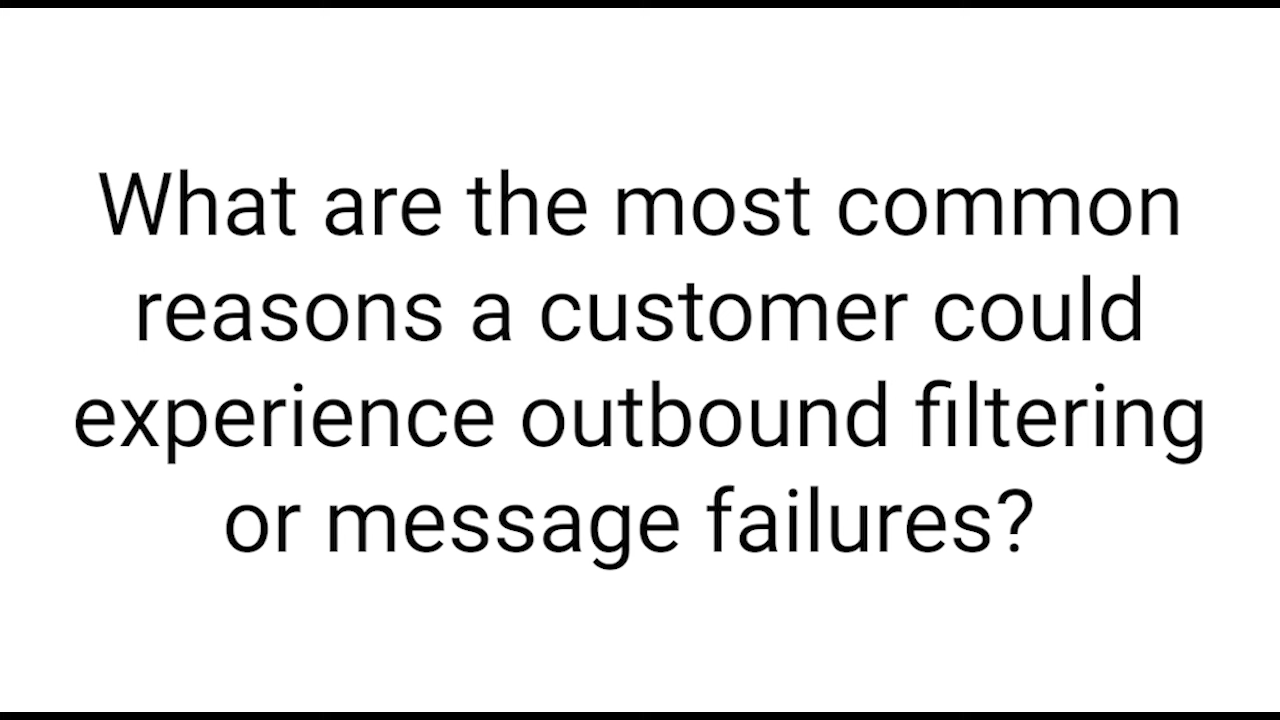 What are the most common
reasons a customer could
experience outbound filtering
or message failures?